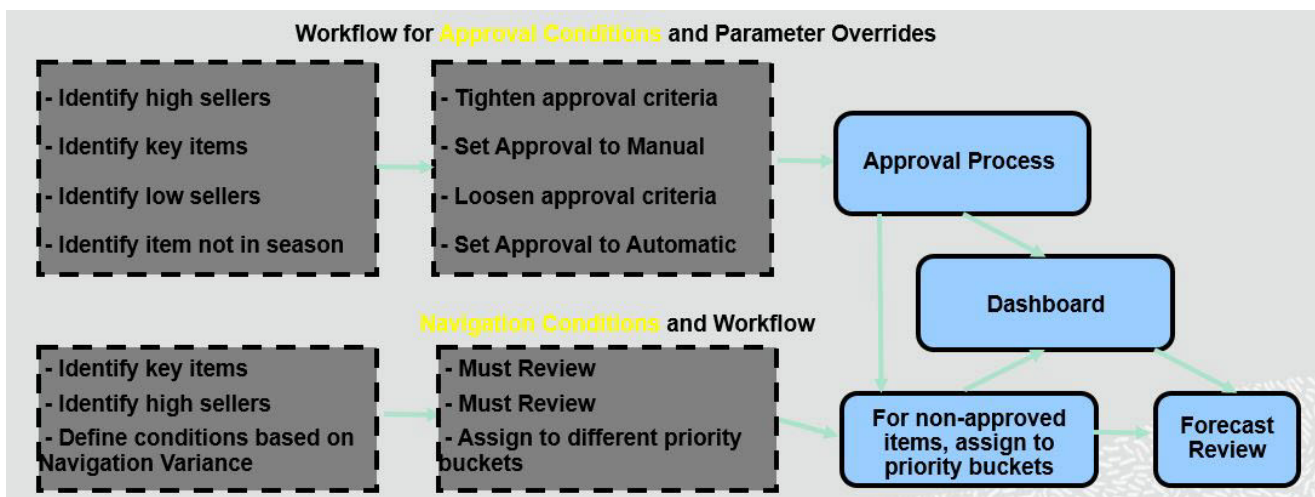 Workflow for Approval Conditions and Parameter Overrides
- Identify high sellers
- Identify key items
- Identify low sellers
- Identify item not in season
- Tighten approval criteria
- Set Approval to Manual
- Loosen approval criteria
- Set Approval to Automatic
Approval Process
Dashboard
Navigation Conditions and Workflow
- Identify key items
- Identify high sellers
- Define conditions based on
Navigation Variance
- Must Review
- Must Review
- Assign to different priority
buckets
For non-approved
items, assign to
priority buckets
Forecast
Review